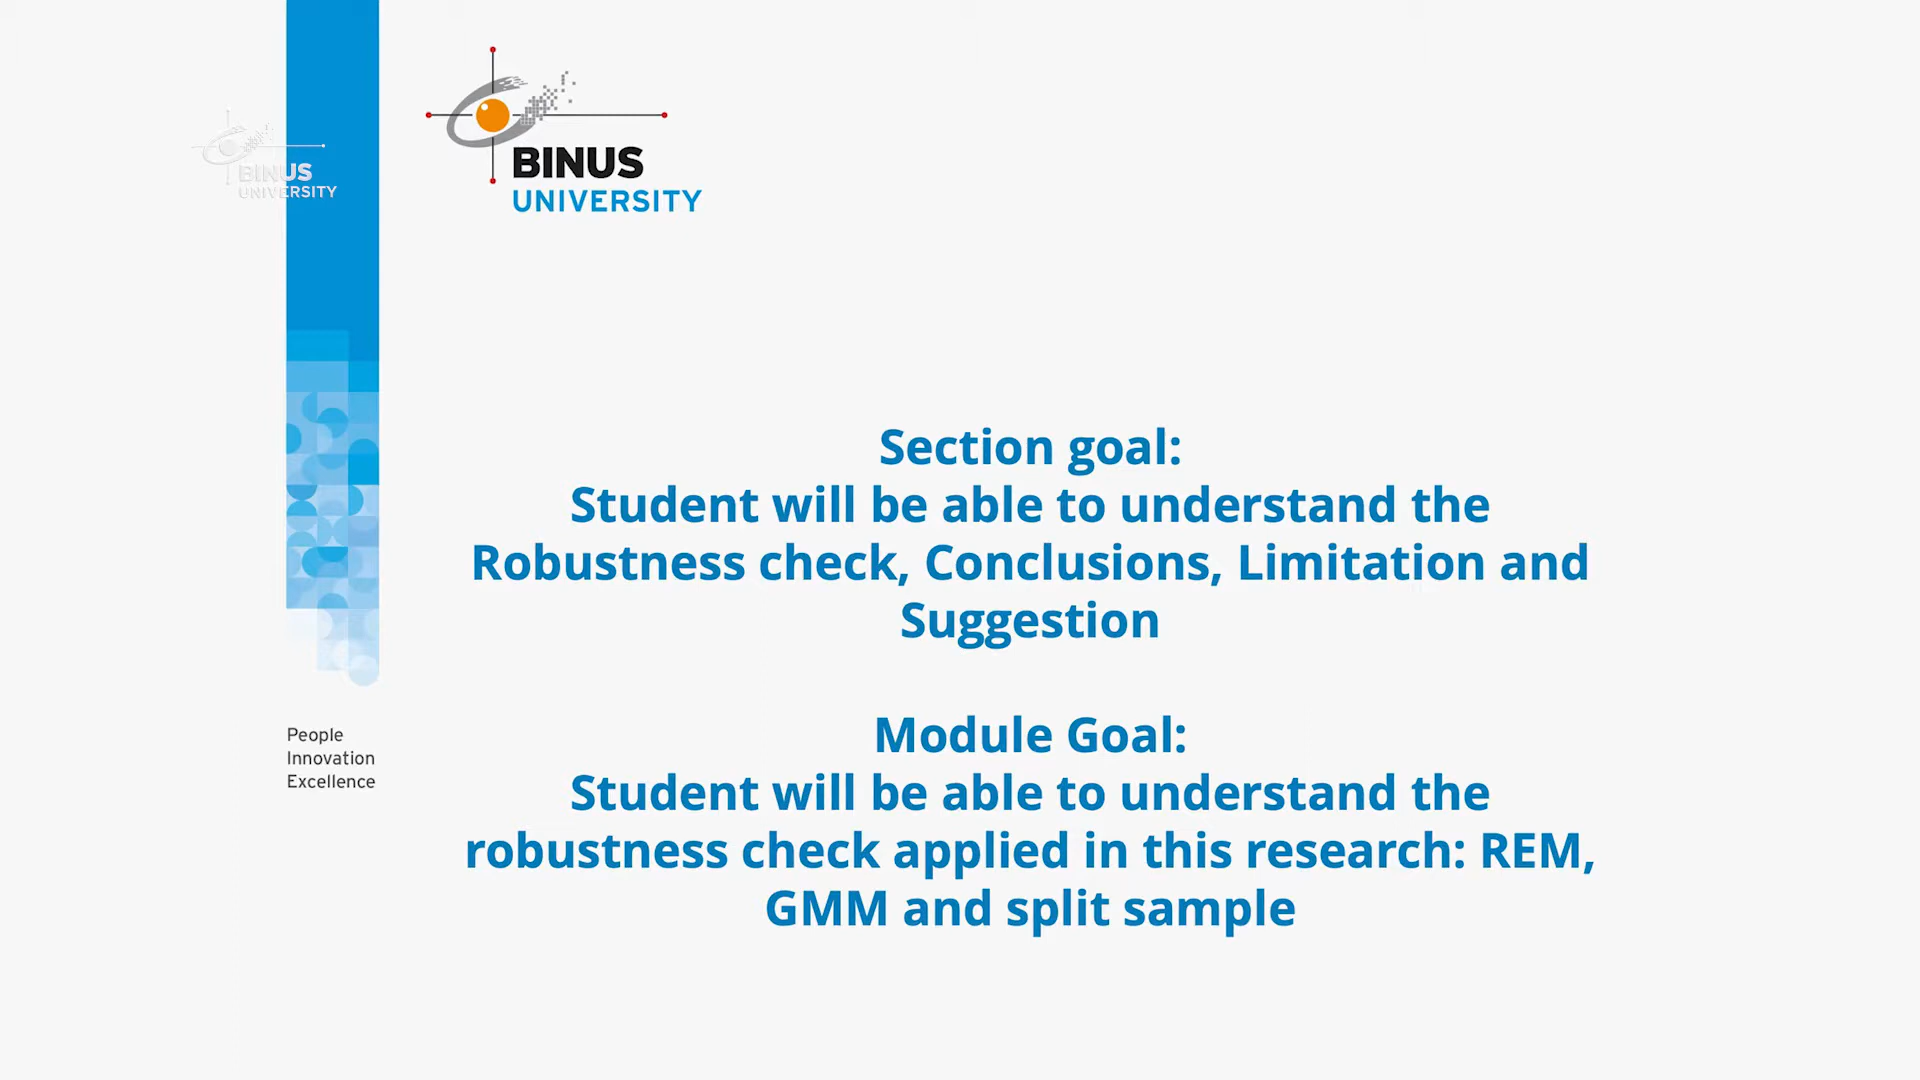 BINUS
UNIVERSITY
BINUS
UNIVERSITY
Section goal:
Student will be able to understand the
Robustness check, Conclusions, Limitation and
Suggestion
Module Goal:
Student will be able to understand the
robustness check applied in this research: REM,
GMM and split sample
People
Innovation
Excellence